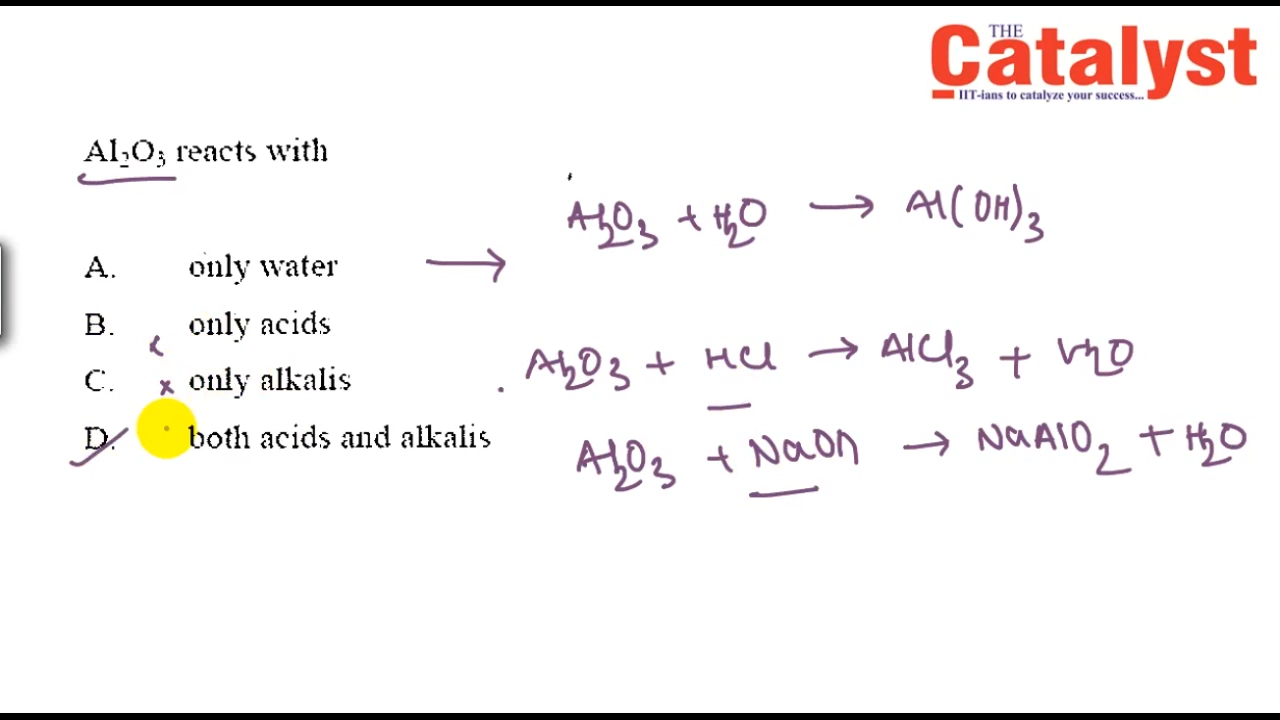 THE
Catalyst
IIT-ians to catalyze your success...
Al₂O₃ reacts with
Al₂O₃ + H₂O → Al(OH)₃
A. only water →
B. only acids
Al₂O₃ + HCl → AlCl₃ + H₂O
C. x only alkalis
D. both acids and alkalis
Al₂O₃ + NaOH → NaAlO₂ + H₂O